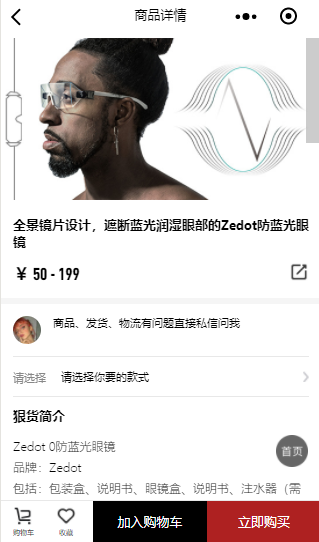 商品详情
全景镜片设计，遮断蓝光润湿眼部的Zedot防蓝光眼
镜
￥ 50 - 199
商品、发货、物流有问题直接私信问我
请选择 请选择你要的款式
狠货简介
Zedot 0防蓝光眼镜
品牌：Zedot
首页
包括：包装盒、说明书、眼镜盒、说明书、注水器（需
购物车
收藏
加入购物车
立即购买